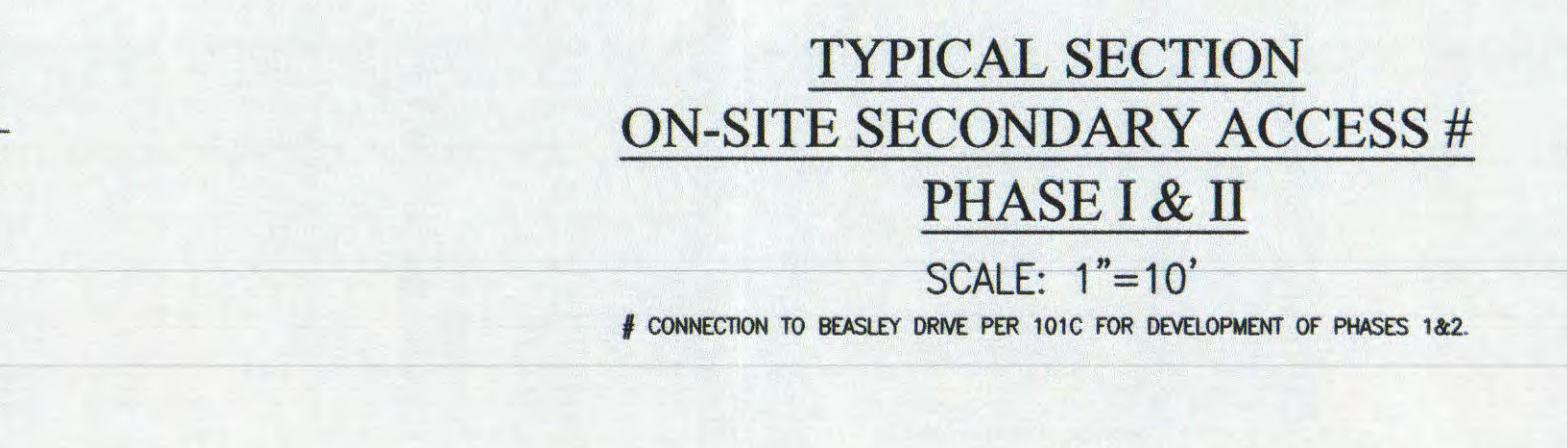 TYPICAL SECTION
ON-SITE SECONDARY ACCESS #
PHASE I & II
SCALE: 1"=10'
# CONNECTION TO BEASLEY DRIVE PER 101C FOR DEVELOPMENT OF PHASES 1&2.